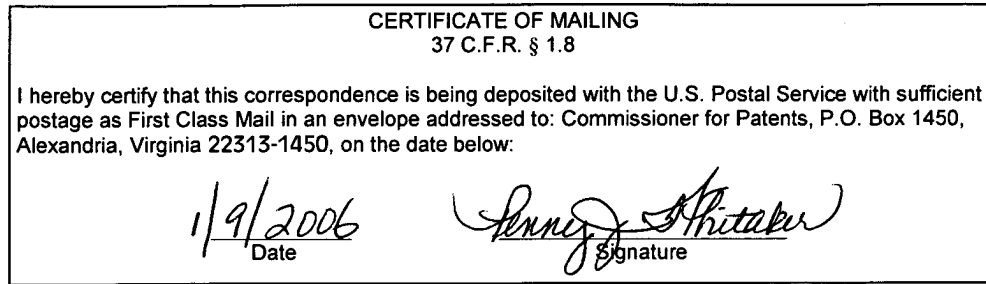 CERTIFICATE OF MAILING
37 C.F.R. § 1.8
I hereby certify that this correspondence is being deposited with the U.S. Postal Service with sufficient
postage as First Class Mail in an envelope addressed to: Commissioner for Patents, P.O. Box 1450,
Alexandria, Virginia 22313-1450, on the date below:
1/9/2006 Penny J Whitaker
Date Signature